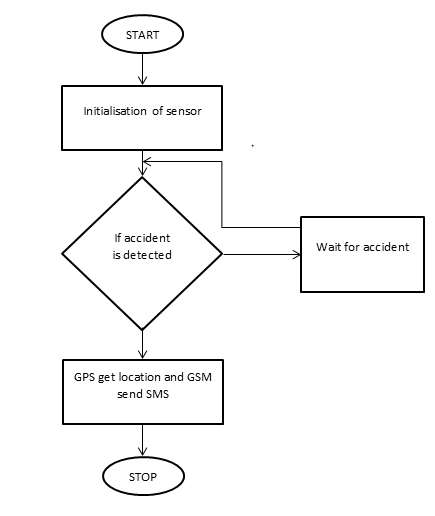 START
Initialisation of sensor
If accident
is detected
Wait for accident
GPS get location and GSM
send SMS
STOP